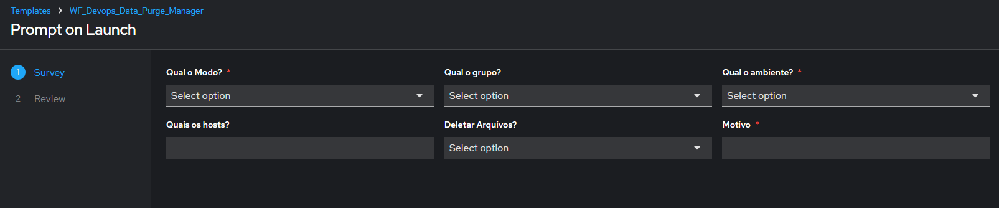 Templates > WF_Devops_Data_Purge_Manager
Prompt on Launch
1 Survey
2 Review
Qual o Modo? *
Select option
Qual o grupo?
Select option
Qual o ambiente? *
Select option
Quais os hosts?
Deletar Arquivos?
Select option
Motivo *